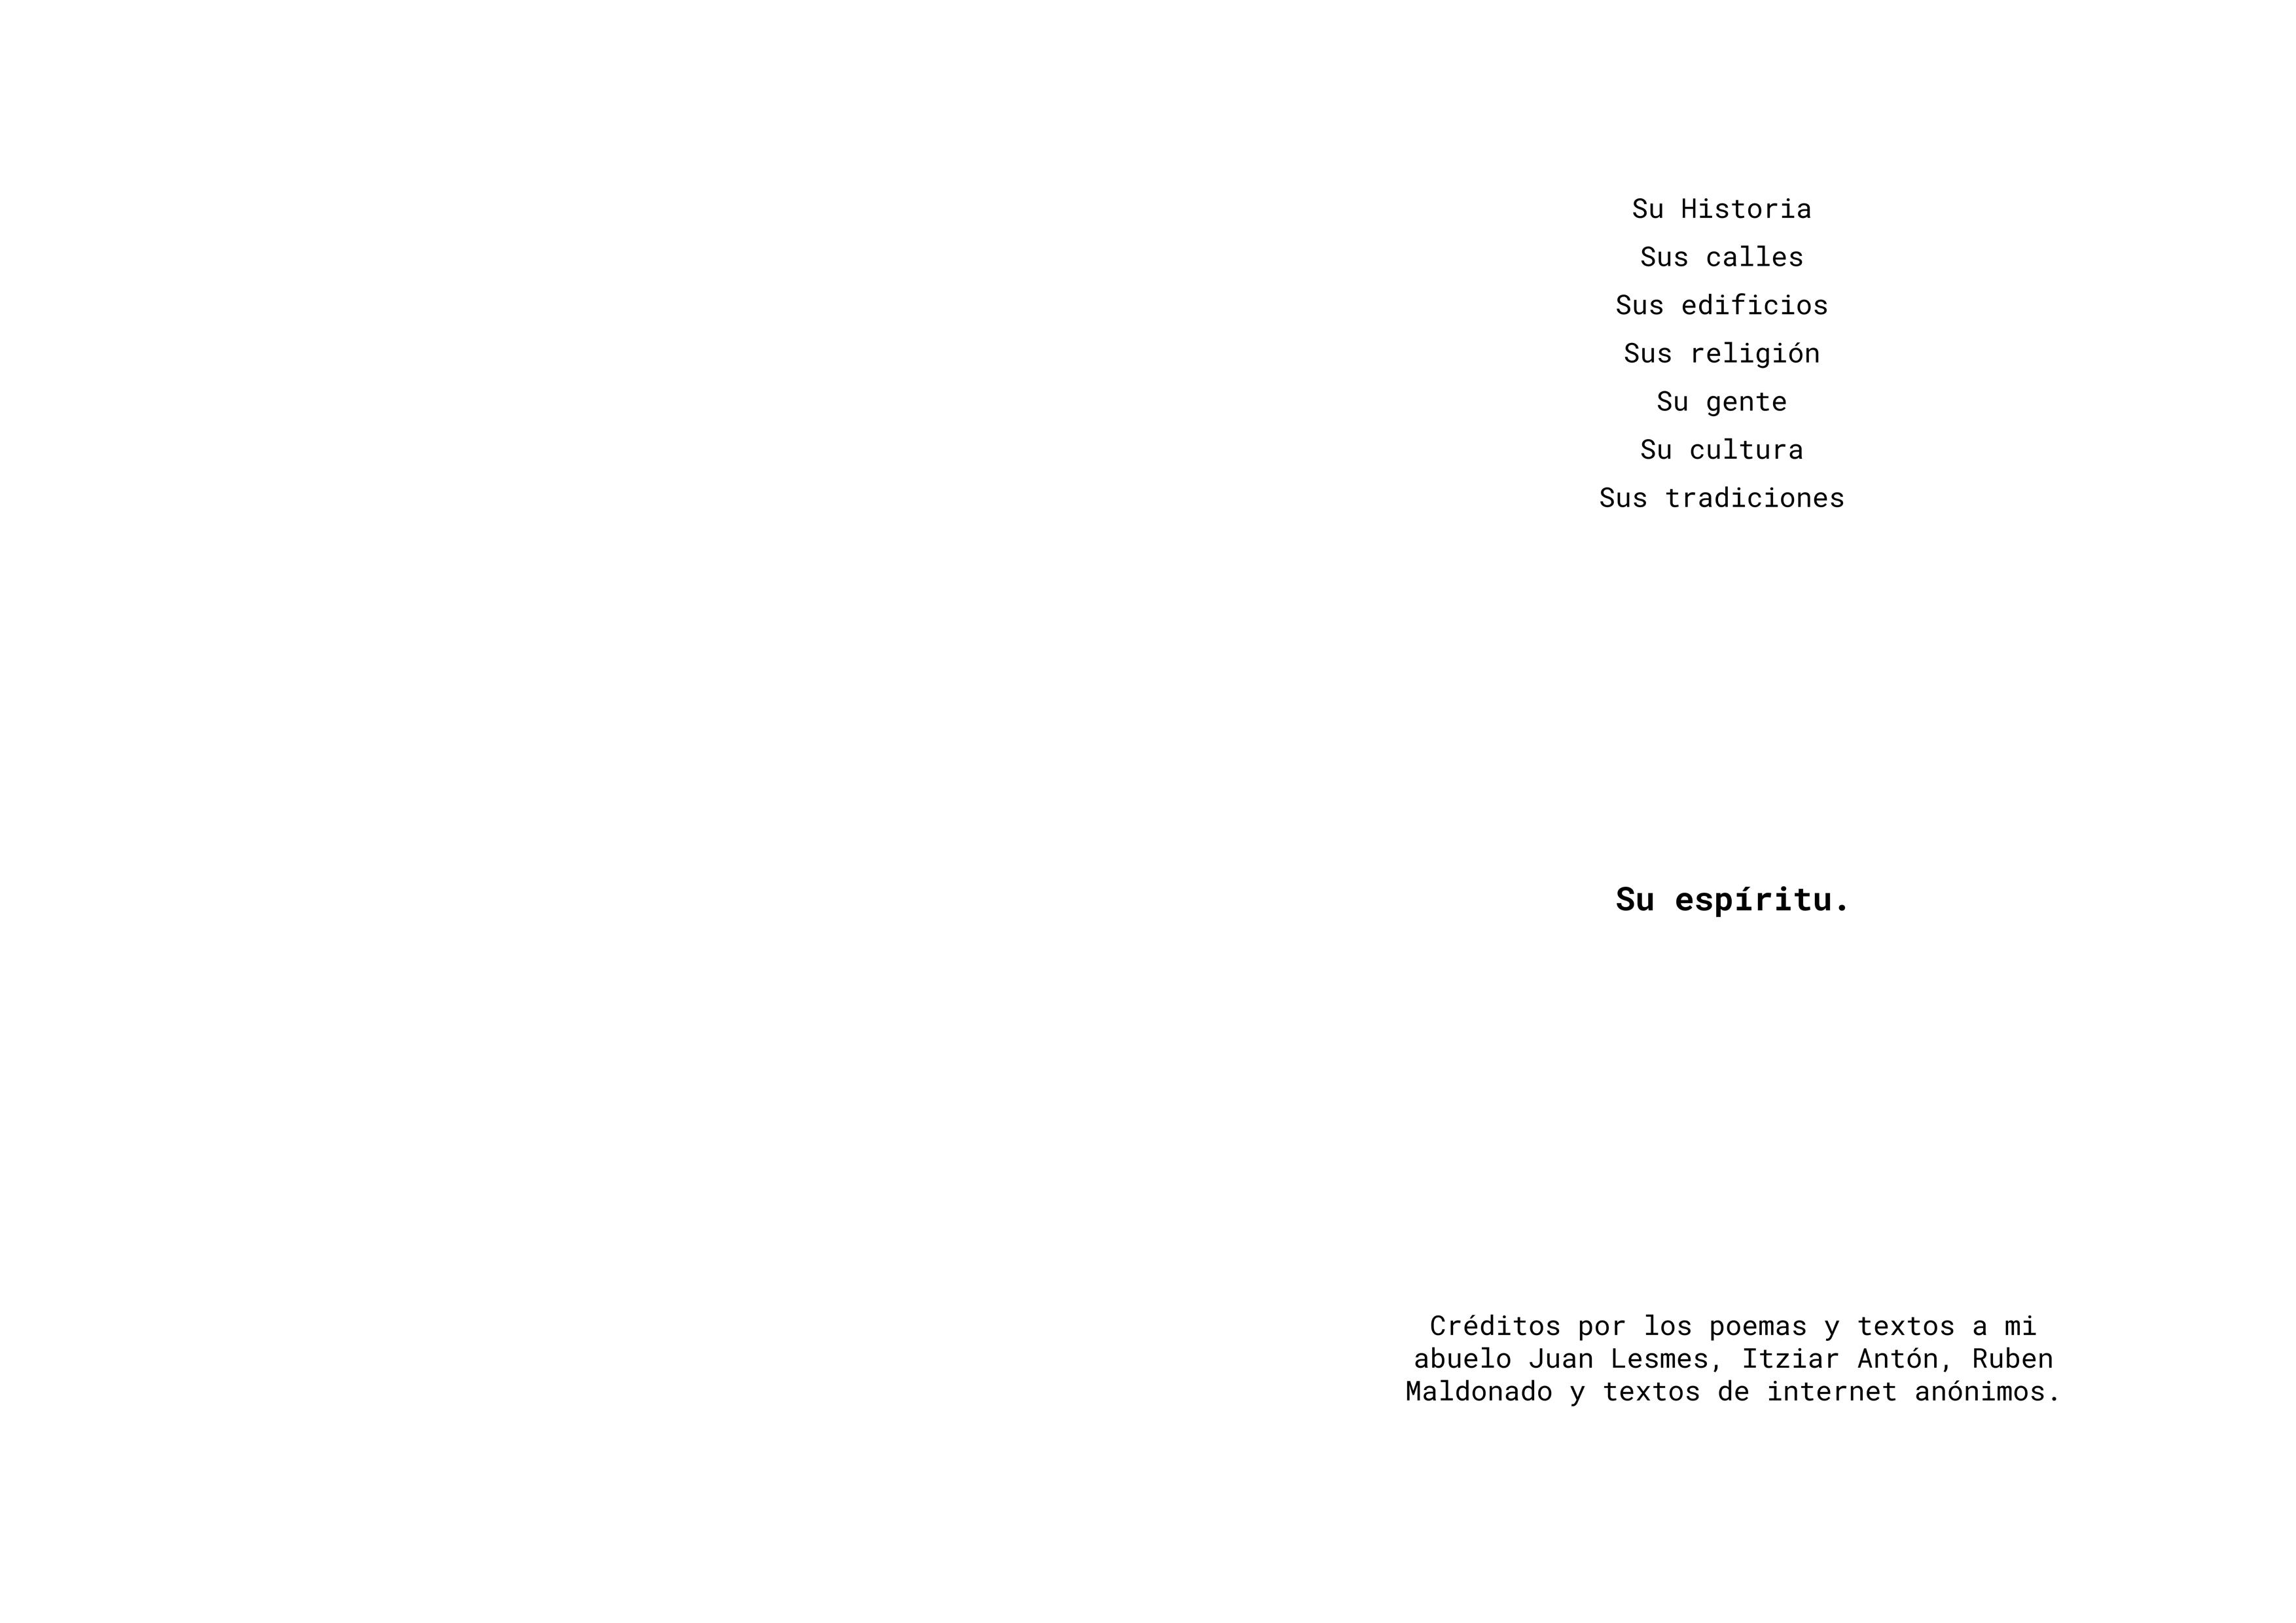 Su Historia
Sus calles
Sus edificios
Sus religión
Su gente
Su cultura
Sus tradiciones
Su espíritu.
Créditos por los poemas y textos a mi
abuelo Juan Lesmes, Itziar Antón, Ruben
Maldonado y textos de internet anónimos.